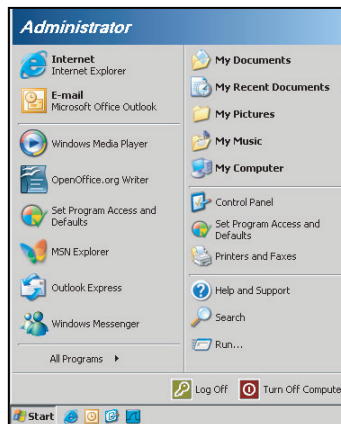 Administrator
Internet
Internet Explorer
E-mail
Microsoft Office Outlook
Windows Media Player
OpenOffice.org Writer
Set Program Access and
Defaults
MSN Explorer
Outlook Express
Windows Messenger
All Programs
My Documents
My Recent Documents
My Pictures
My Music
My Computer
Control Panel
Set Program Access and
Defaults
Printers and Faxes
Help and Support
Search
Run...
Log Off
Turn Off Compute
Start